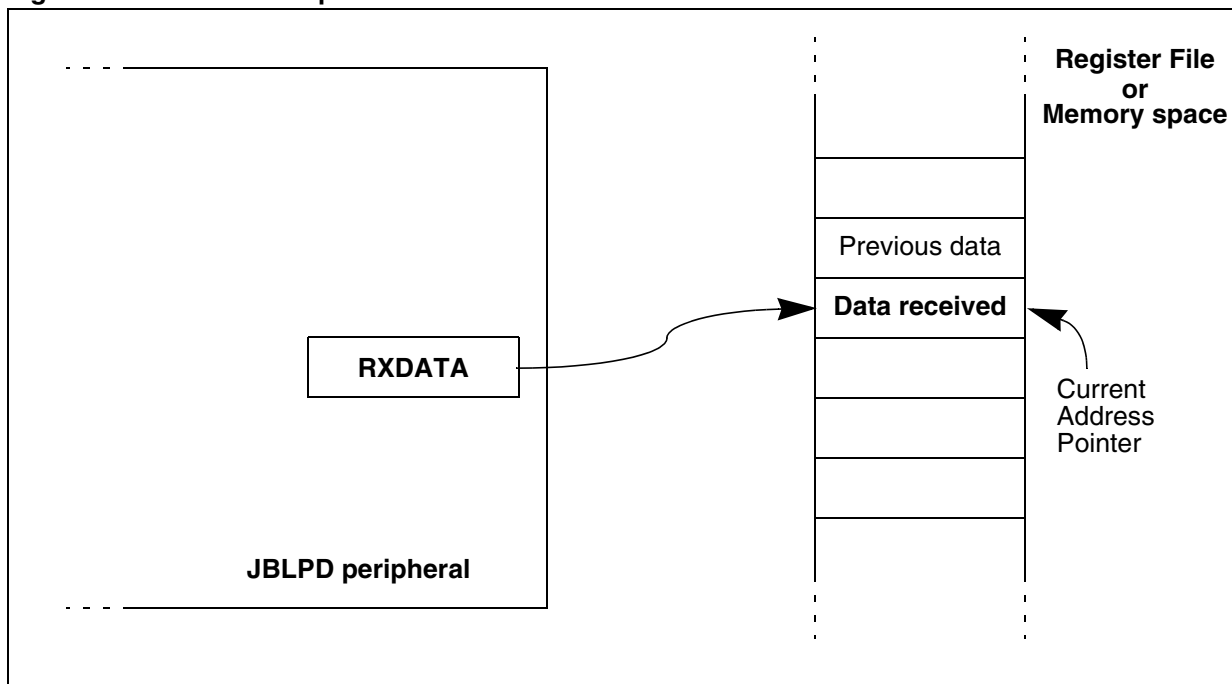 Register File
or
Memory space
Previous data
Data received
RXDATA
Current
Address
Pointer
JBLPD peripheral